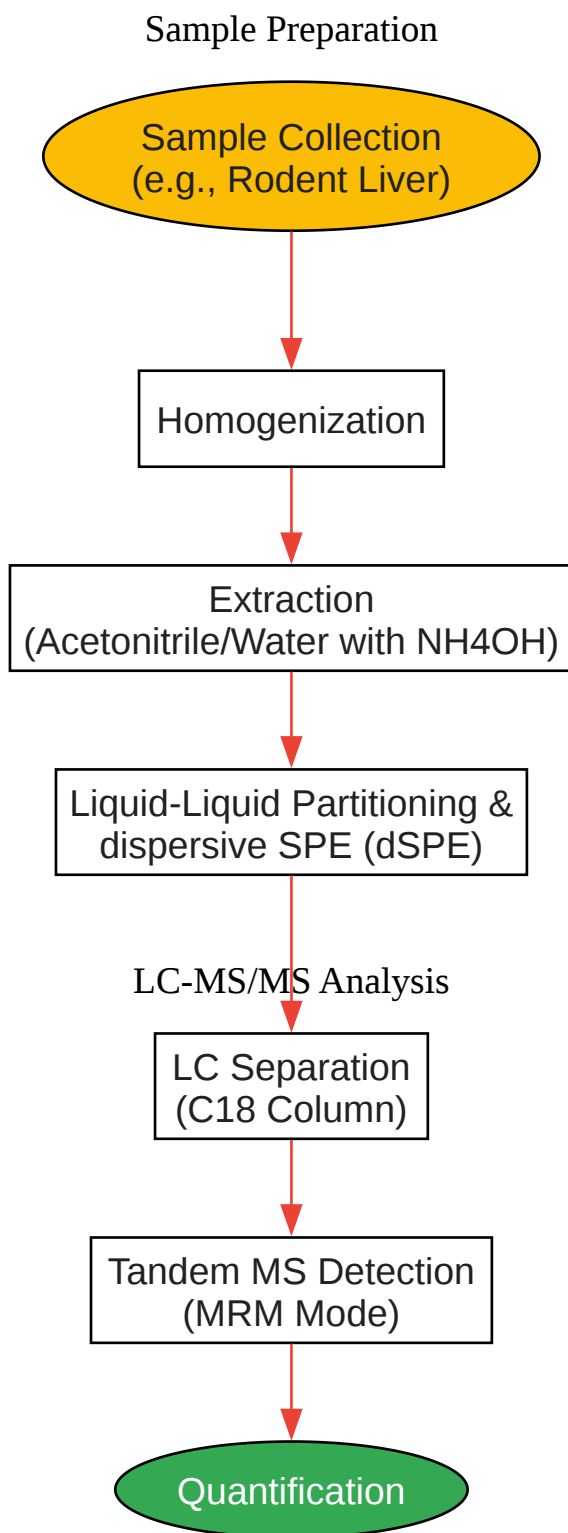 Sample Preparation
Sample Collection
(e.g., Rodent Liver)
Homogenization
Extraction
(Acetonitrile/Water with NH4OH)
Liquid-Liquid Partitioning &
dispersive SPE (dSPE)
LC-MS/MS Analysis
LC Separation
(C18 Column)
Tandem MS Detection
(MRM Mode)
Quantification